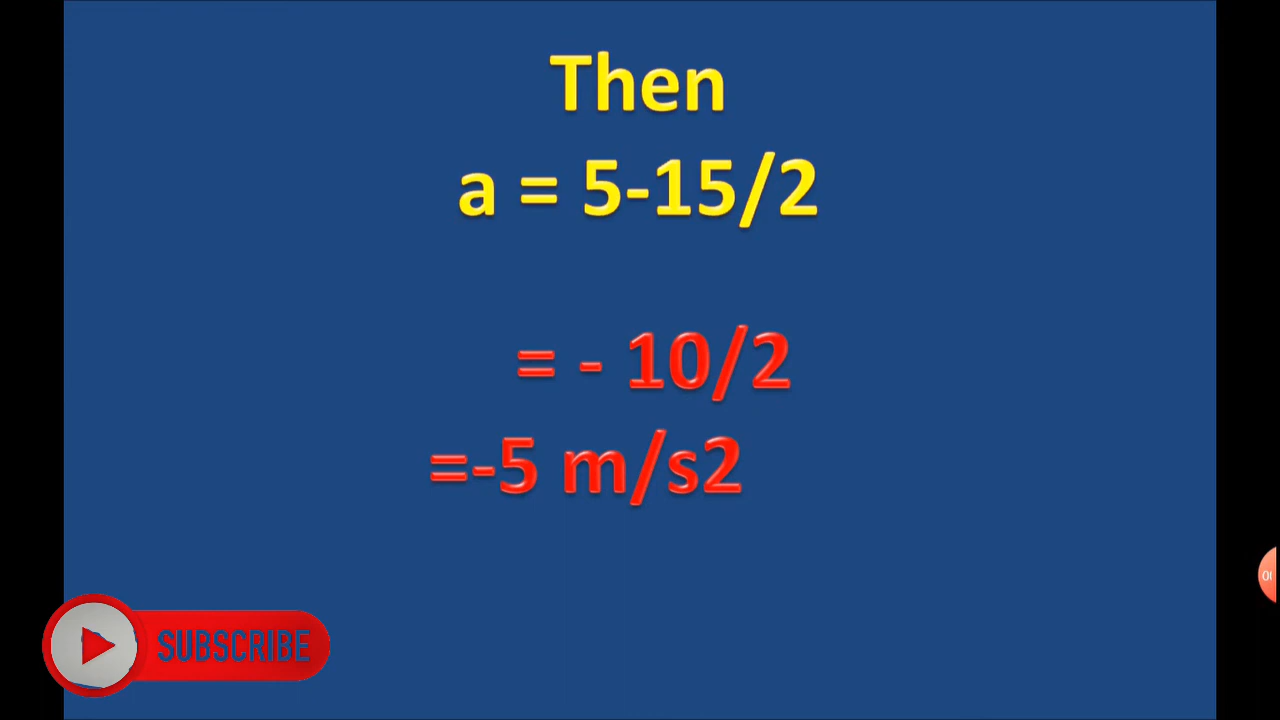 Then
a = 5-15/2
= - 10/2
=-5 m/s2
SUBSCRIBE